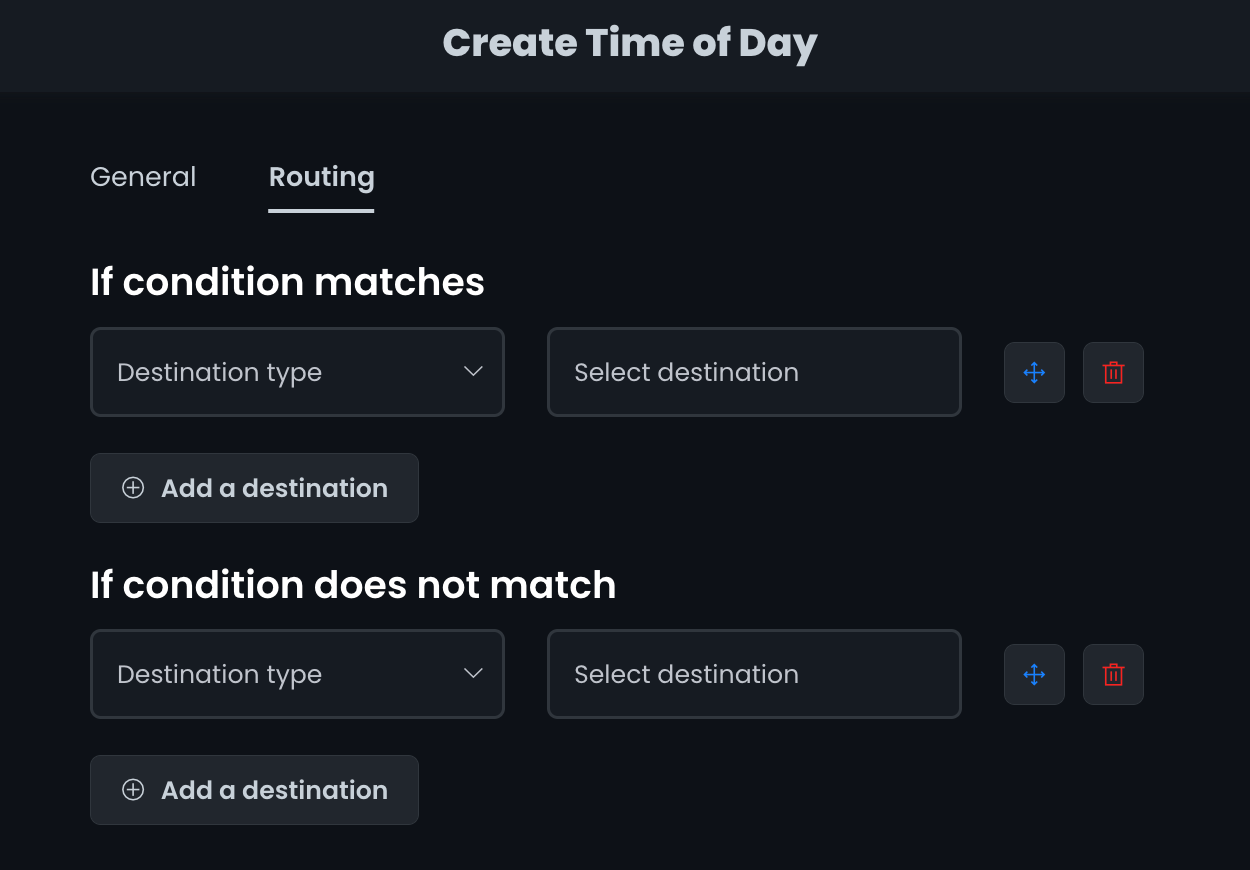 Create Time of Day
General Routing
If condition matches
Destination type Select destination
Add a destination
If condition does not match
Destination type Select destination
Add a destination